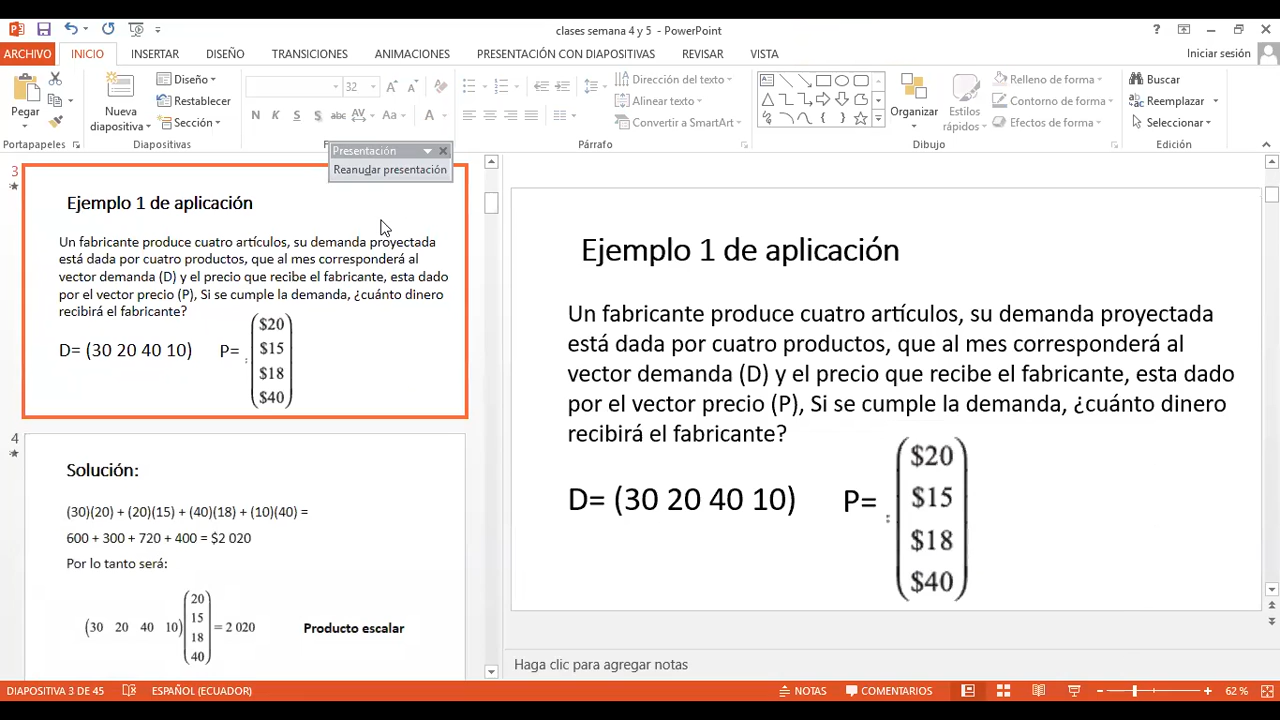 clases semana 4 y 5 - PowerPoint
?
ARCHIVO INICIO INSERTAR DISEÑO TRANSICIONES ANIMACIONES PRESENTACIÓN CON DIAPOSITIVAS REVISAR VISTA Iniciar sesión
Pegar
Nueva
diapositiva
Diseño
Restablecer
Sección
32
N K S S abc AV Aa A
Dirección del texto
Alinear texto
Convertir a SmartArt
Organizar
Estilos
rápidos
Relleno de forma
Contorno de forma
Efectos de forma
Buscar
Reemplazar
Seleccionar
Portapapeles Diapositivas Párrafo Dibujo Edición
Presentación
Reanudar presentación
3
Ejemplo 1 de aplicación
Un fabricante produce cuatro artículos, su demanda proyectada
está dada por cuatro productos, que al mes corresponderá al
vector demanda (D) y el precio que recibe el fabricante, esta dado
por el vector precio (P), Si se cumple la demanda, ¿cuánto dinero
recibirá el fabricante?
D= (30 20 40 10) P=
$20
$15
$18
$40
4
Solución:
(30)(20) + (20)(15) + (40)(18) + (10)(40) =
600 + 300 + 720 + 400 = $2 020
Por lo tanto será:
(30 20 40 10)
20
15
18
40
= 2 020
Producto escalar
Ejemplo 1 de aplicación
Un fabricante produce cuatro artículos, su demanda proyectada
está dada por cuatro productos, que al mes corresponderá al
vector demanda (D) y el precio que recibe el fabricante, esta dado
por el vector precio (P), Si se cumple la demanda, ¿cuánto dinero
recibirá el fabricante?
D= (30 20 40 10) P=
:
$20
$15
$18
$40
Haga clic para agregar notas
DIAPOSITIVA 3 DE 45 ESPAÑOL (ECUADOR) NOTAS COMENTARIOS 62 %